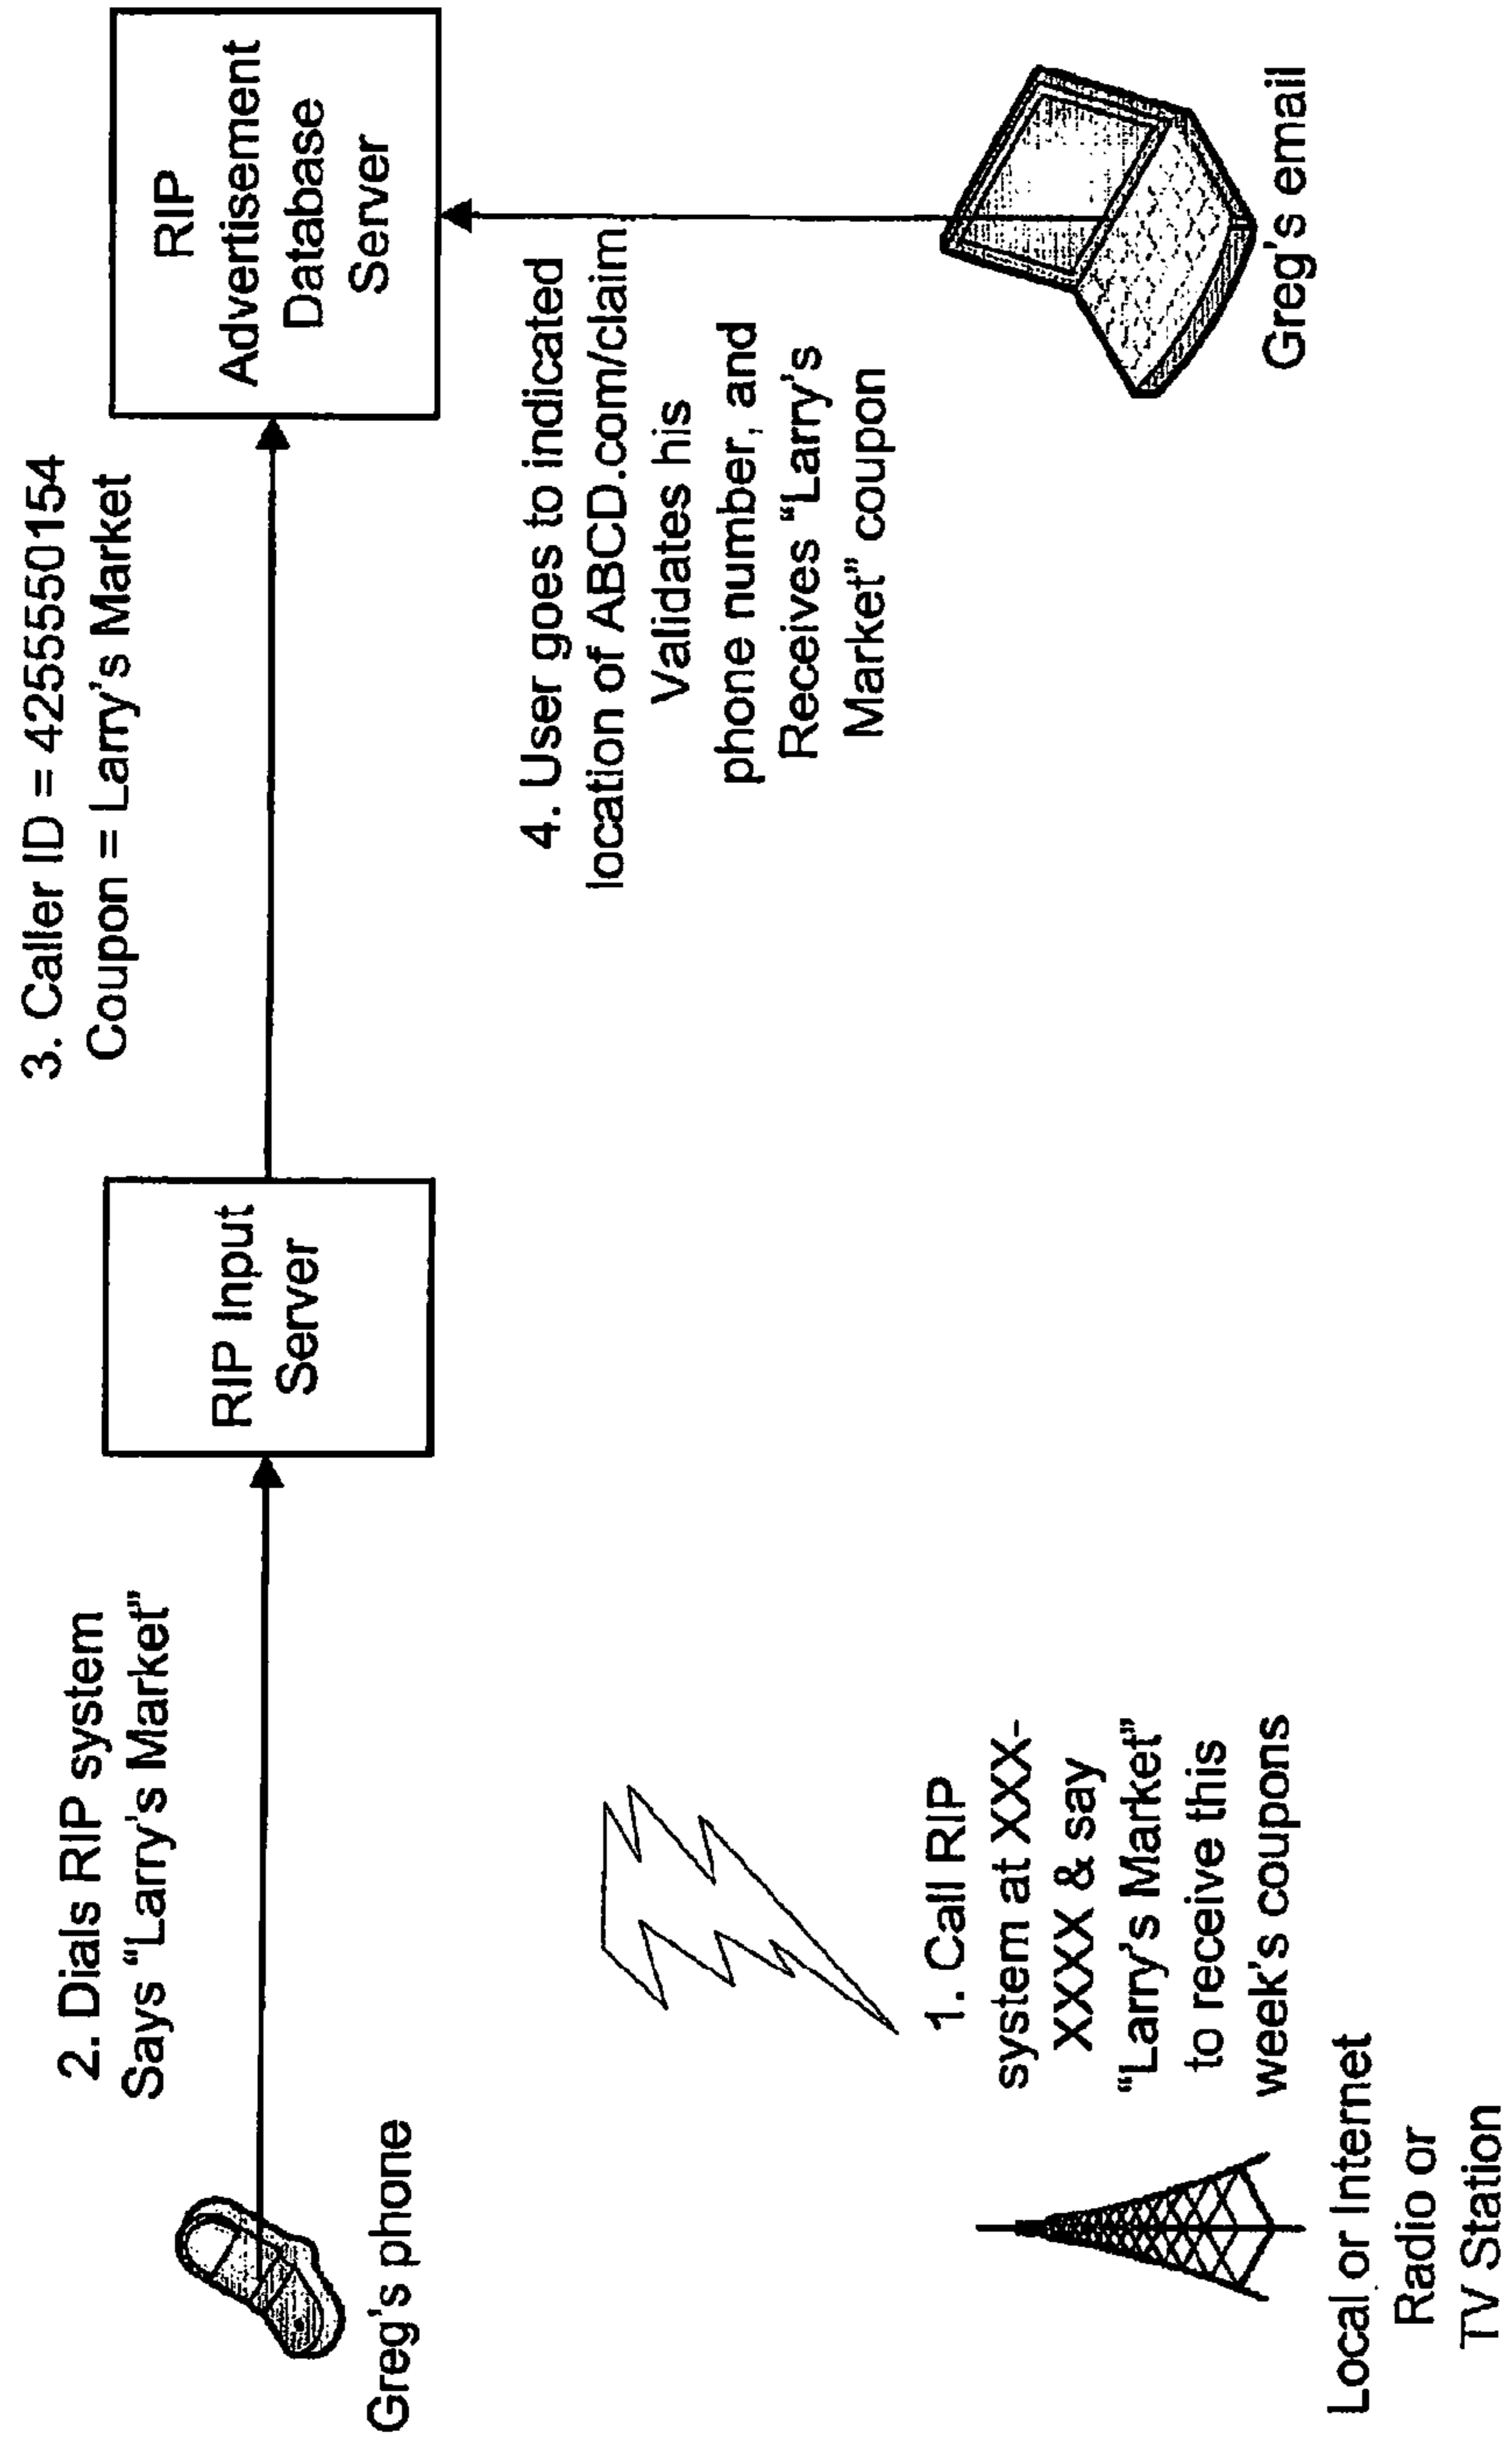 1. Call RIP
system at XXX-
XXXX & say
"Larry's Market"
to receive this
week's coupons
Local or Internet
Radio or
TV Station
Greg's phone
2. Dials RIP system
Says "Larry's Market"
RIP Input
Server
3. Caller ID = 4255550154
Coupon = Larry's Market
RIP
Advertisement
Database
Server
4. User goes to indicated
location of ABCD.com/claim
Validates his
phone number, and
Receives "Larry's
Market" coupon
Greg's email